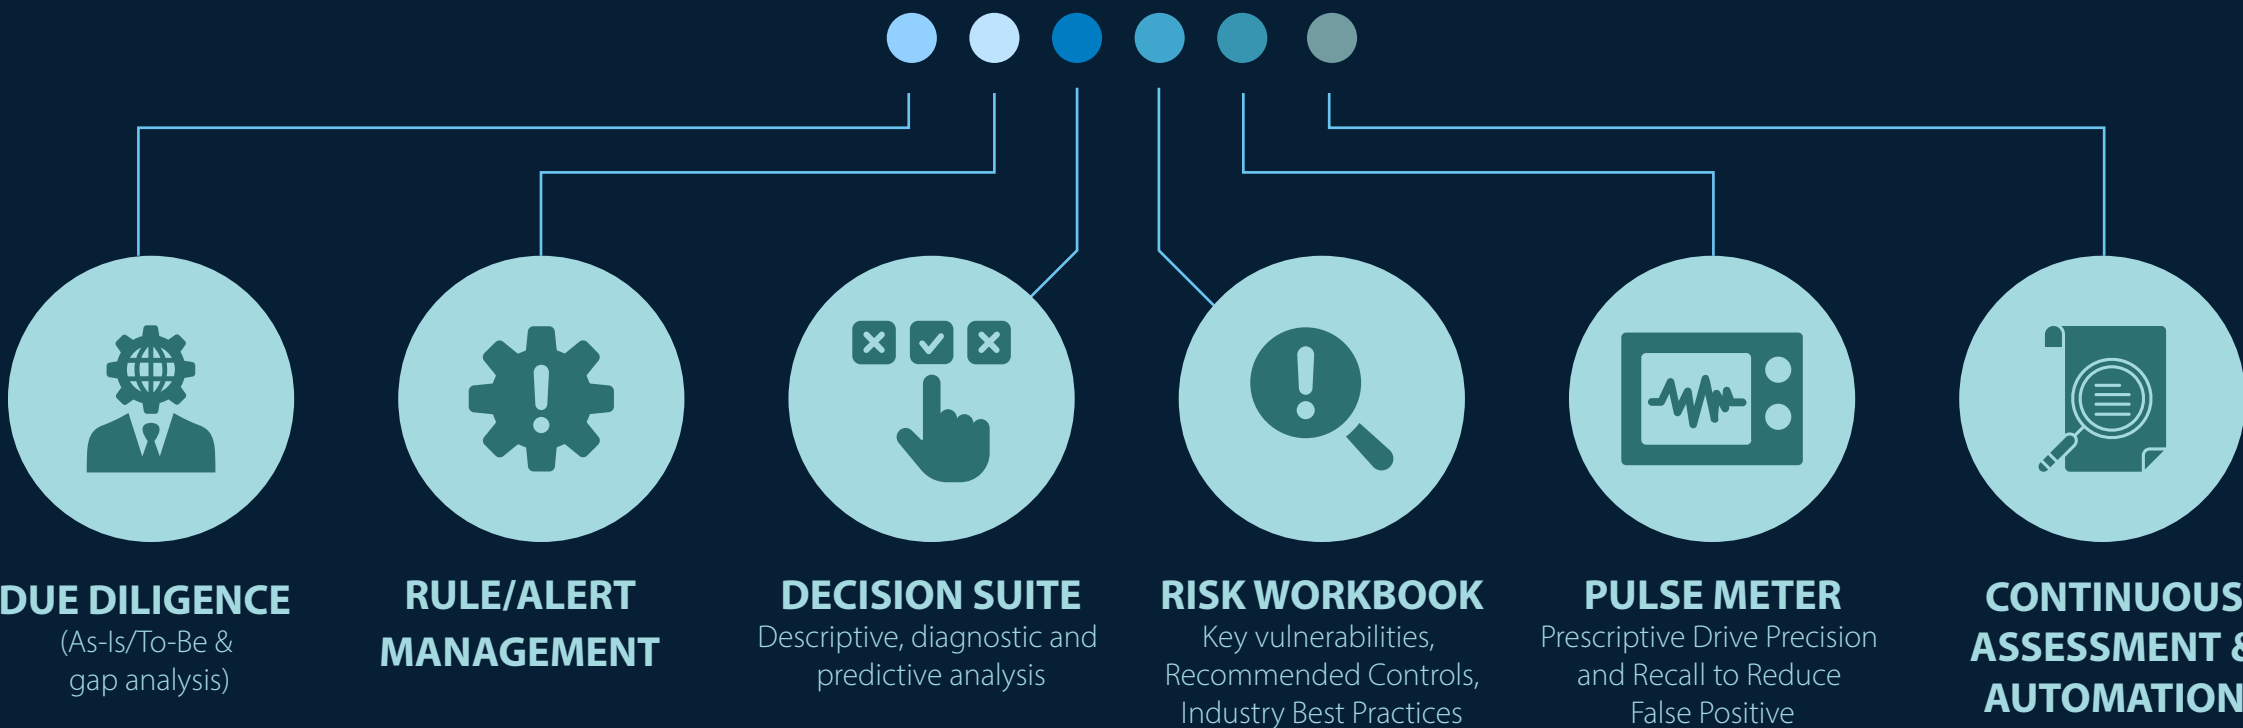 DUE DILIGENCE
(As-Is/To-Be &
gap analysis)
RULE/ALERT
MANAGEMENT
DECISION SUITE
Descriptive, diagnostic and
predictive analysis
RISK WORKBOOK
Key vulnerabilities,
Recommended Controls,
Industry Best Practices
PULSE METER
Prescriptive Drive Precision
and Recall to Reduce
False Positive
CONTINUOUS
ASSESSMENT &
AUTOMATION